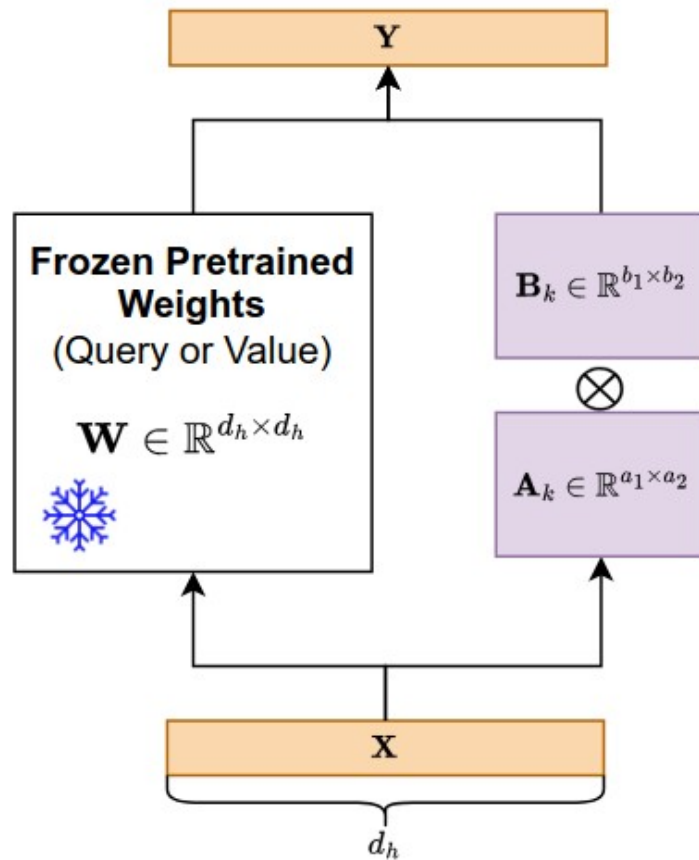 Y
Frozen Pretrained
Weights
(Query or Value)
W ∈ ℝ^{d_h×d_h}
B_k ∈ ℝ^{b_1×b_2}
⊗
A_k ∈ ℝ^{a_1×a_2}
X
d_h